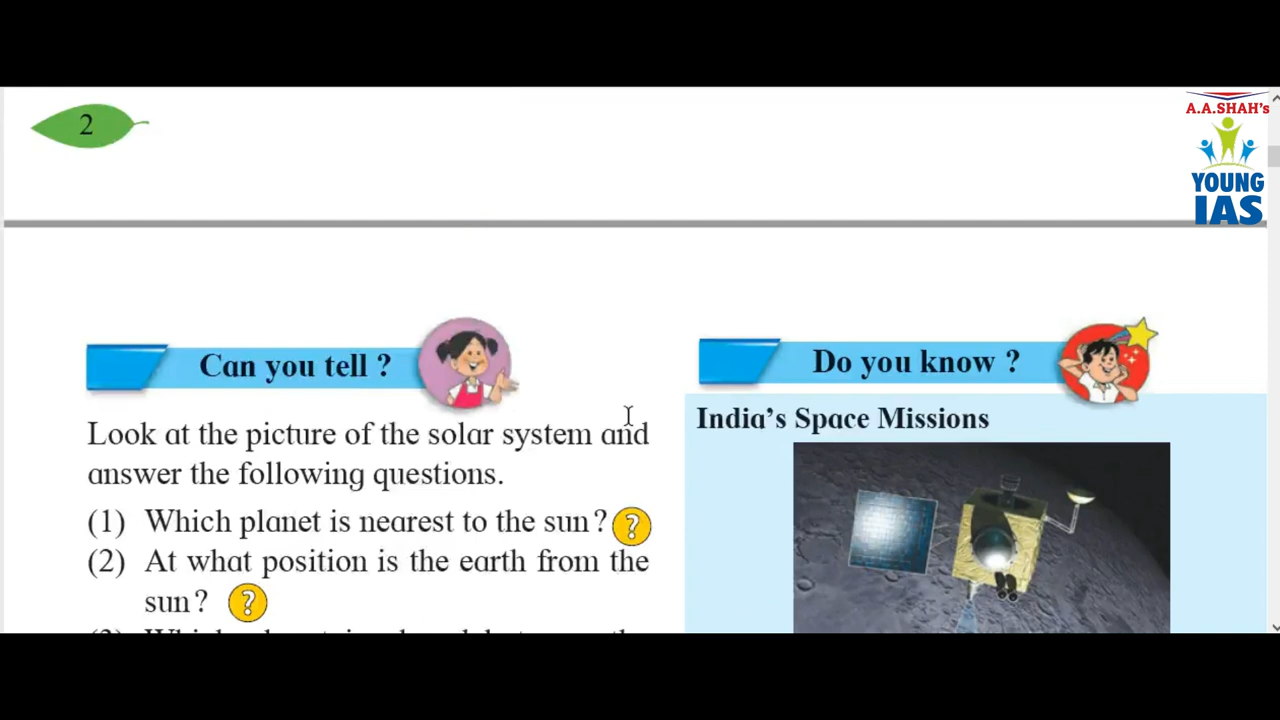 2
A.A.SHAH's
YOUNG
IAS
Can you tell ?
Look at the picture of the solar system and
answer the following questions.
(1) Which planet is nearest to the sun? ?
(2) At what position is the earth from the
sun? ?
Do you know ?
India's Space Missions